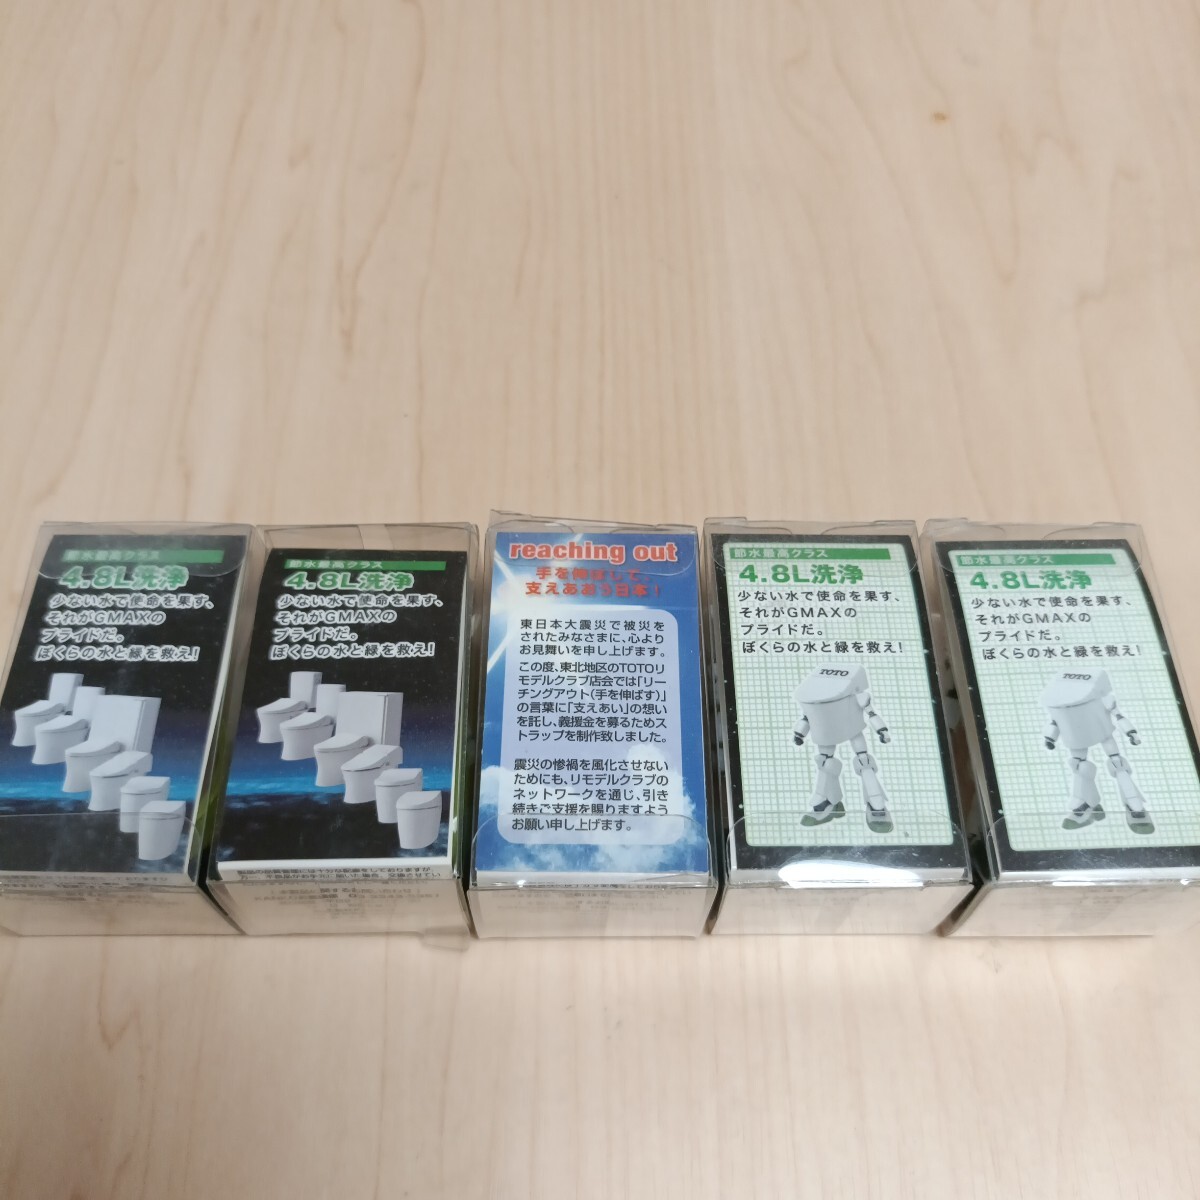 節水最高クラス
4.8L洗浄
少ない水で使命を果す、
それがGMAXの
プライドだ。
ぼくらの水と緑を救え!
節水最高クラス
4.8L洗浄
少ない水で使命を果す、
それがGMAXの
プライドだ。
ぼくらの水と緑を救え!
reaching out
手を伸ばして、
支えあおう日本!
東日本大震災で被災を
されたみなさまに、心より
お見舞いを申し上げます。
この度、東北地区のTOTOリ
モデルクラブ店会では「リー
チングアウト(手を伸ばす)」
の言葉に「支えあい」の想い
を託し、義援金を募るためス
トラップを制作致しました。
震災の惨禍を風化させない
ためにも、リモデルクラブの
ネットワークを通じ、引き
続きご支援を賜りますよう
お願い申し上げます。
節水最高クラス
4.8L洗浄
少ない水で使命を果す、
それがGMAXの
プライドだ。
ぼくらの水と緑を救え!
TOTO
節水最高クラス
4.8L洗浄
少ない水で使命を果す、
それがGMAXの
プライドだ。
ぼくらの水と緑を救え!
TOTO